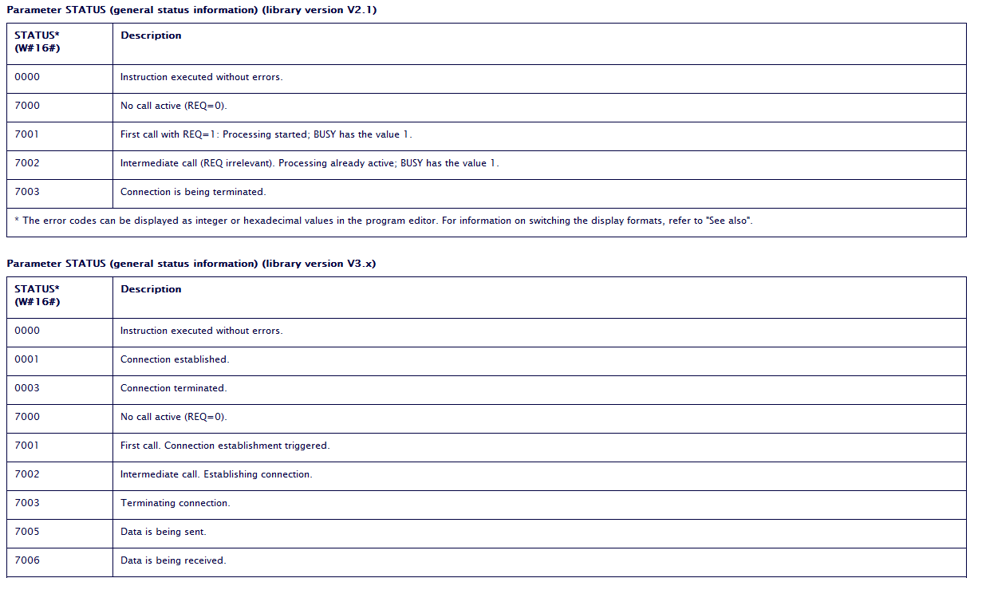 Parameter STATUS (general status information) (library version V2.1)
STATUS* Description
(W#16#)
0000 Instruction executed without errors.
7000 No call active (REQ=0).
7001 First call with REQ=1: Processing started; BUSY has the value 1.
7002 Intermediate call (REQ irrelevant). Processing already active; BUSY has the value 1.
7003 Connection is being terminated.
* The error codes can be displayed as integer or hexadecimal values in the program editor. For information on switching the display formats, refer to "See also".
Parameter STATUS (general status information) (library version V3.x)
STATUS* Description
(W#16#)
0000 Instruction executed without errors.
0001 Connection established.
0003 Connection terminated.
7000 No call active (REQ=0).
7001 First call. Connection establishment triggered.
7002 Intermediate call. Establishing connection.
7003 Terminating connection.
7005 Data is being sent.
7006 Data is being received.